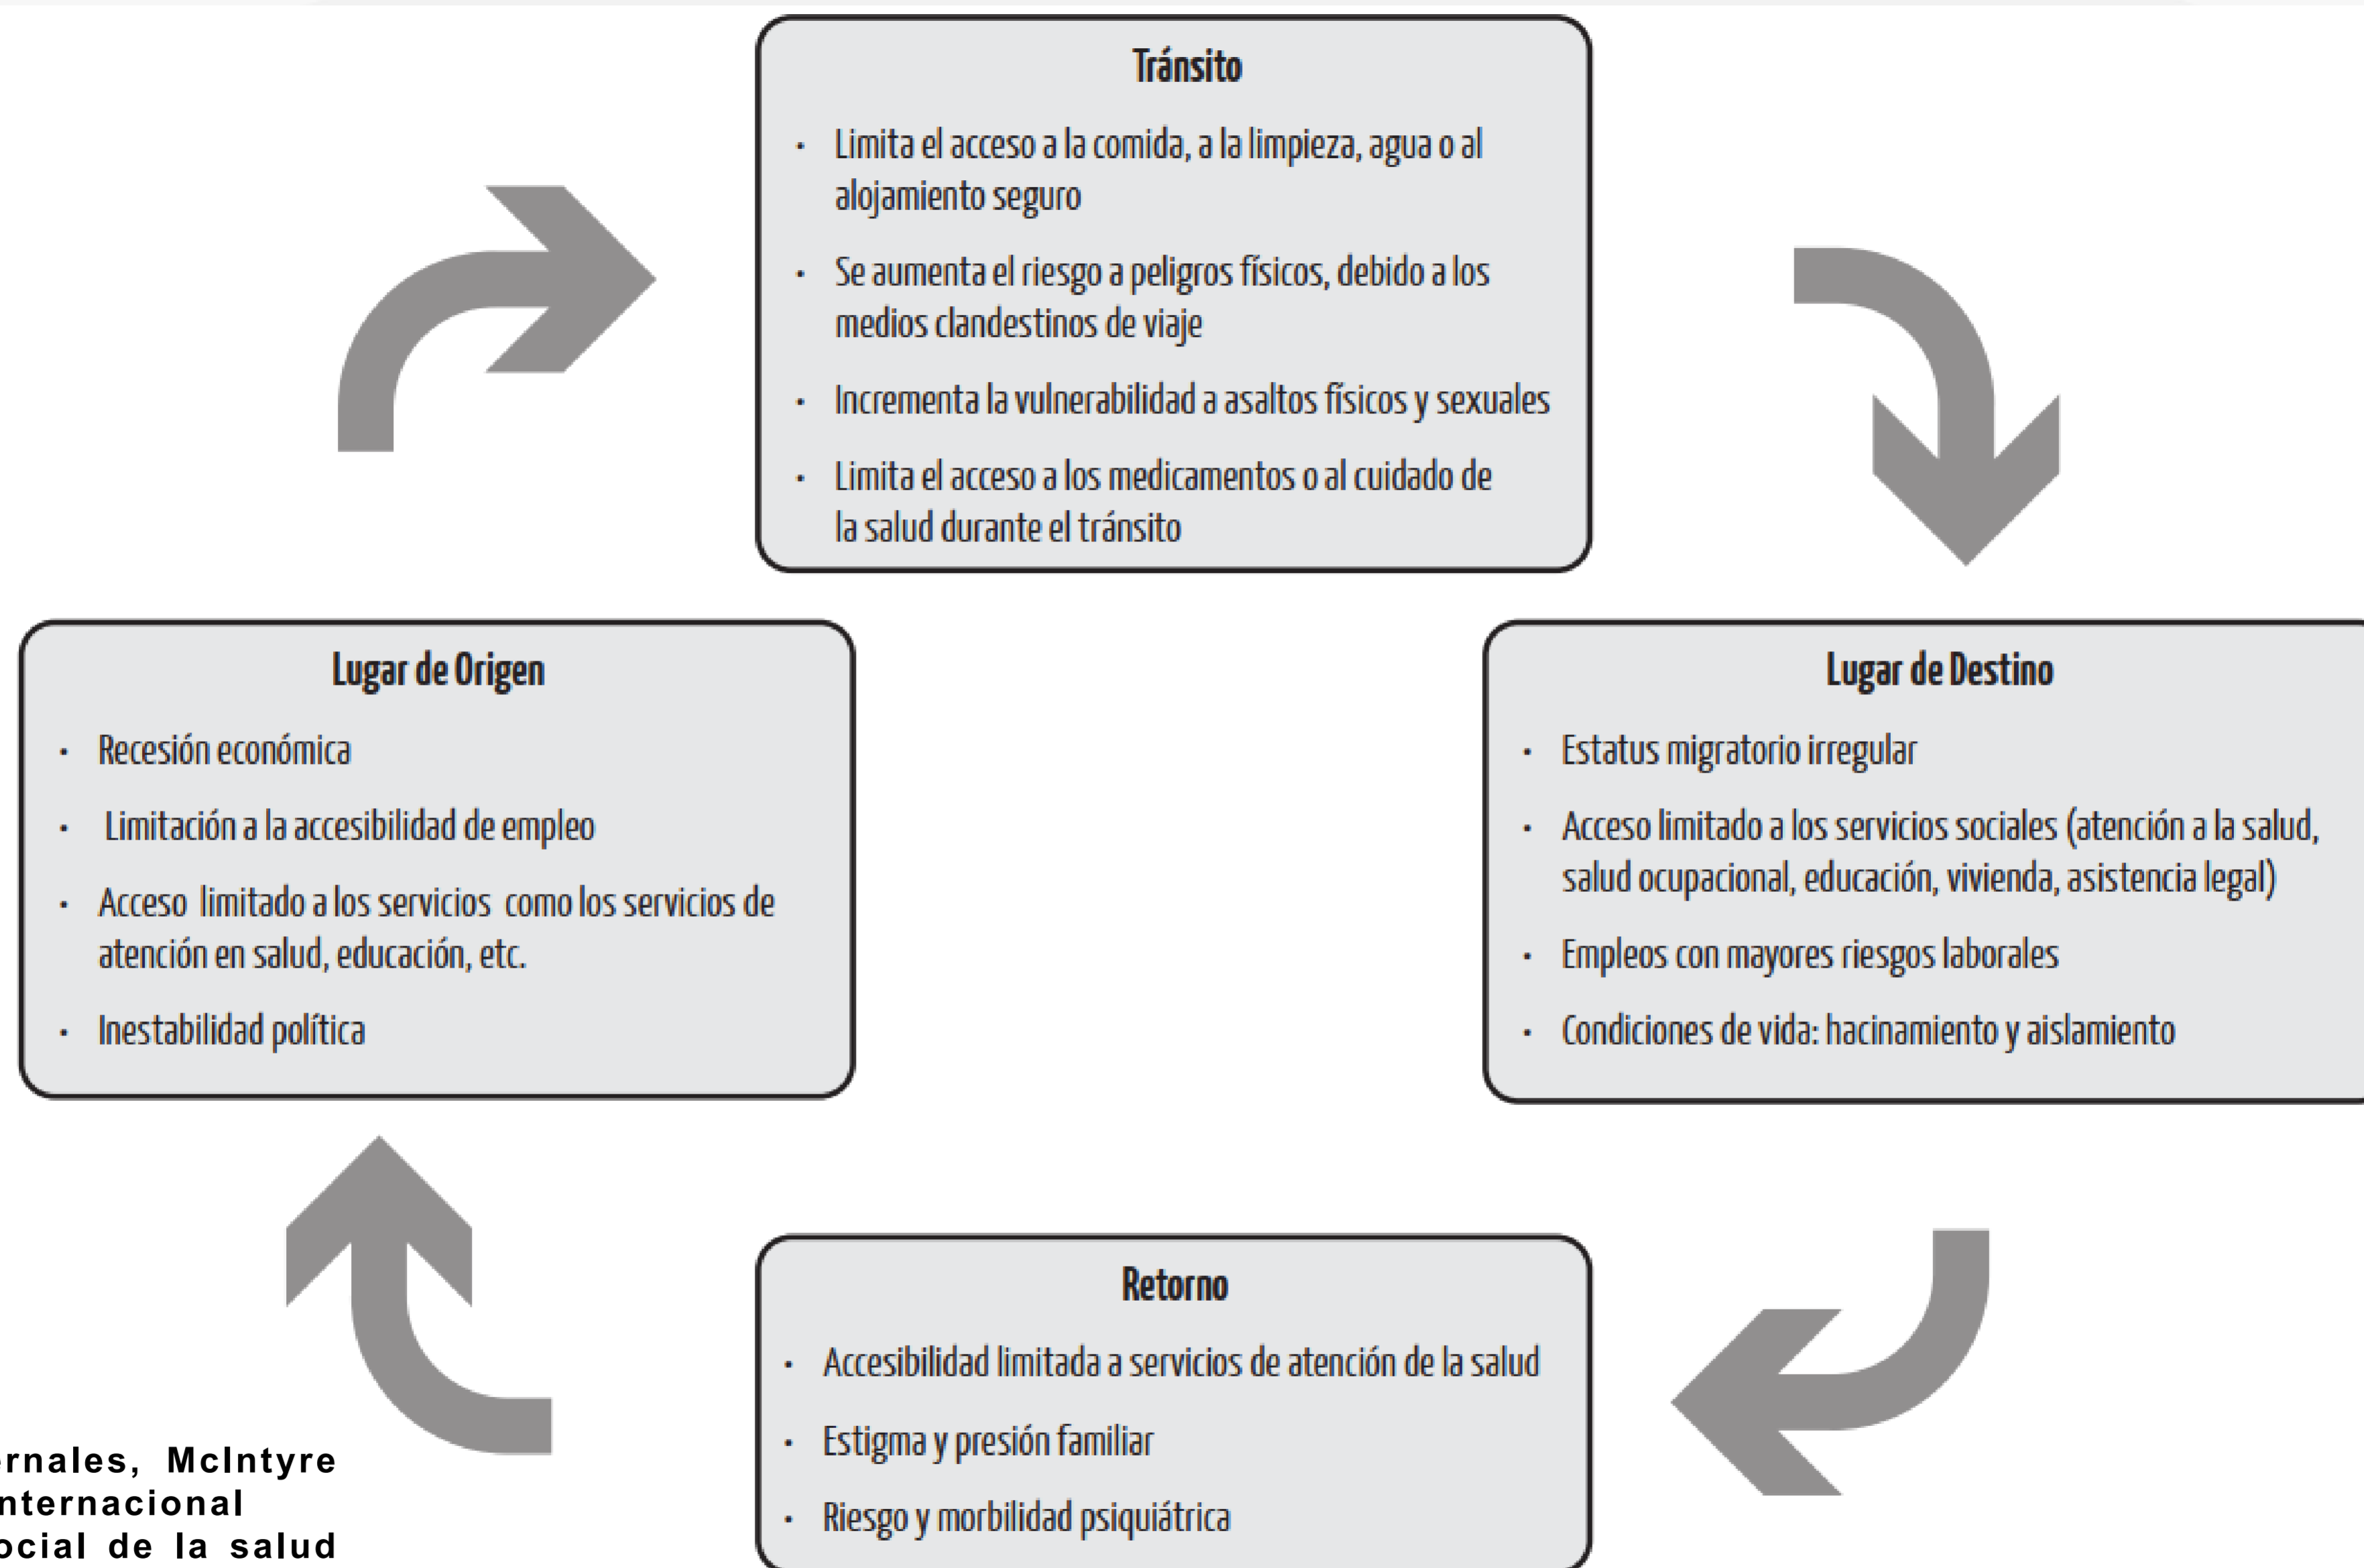 Tránsito
• Limita el acceso a la comida, a la limpieza, agua o al
alojamiento seguro
• Se aumenta el riesgo a peligros físicos, debido a los
medios clandestinos de viaje
• Incrementa la vulnerabilidad a asaltos físicos y sexuales
• Limita el acceso a los medicamentos o al cuidado de
la salud durante el tránsito
Lugar de Origen
• Recesión económica
• Limitación a la accesibilidad de empleo
• Acceso limitado a los servicios como los servicios de
atención en salud, educación, etc.
• Inestabilidad política
Lugar de Destino
• Estatus migratorio irregular
• Acceso limitado a los servicios sociales (atención a la salud,
salud ocupacional, educación, vivienda, asistencia legal)
• Empleos con mayores riesgos laborales
• Condiciones de vida: hacinamiento y aislamiento
Retorno
• Accesibilidad limitada a servicios de atención de la salud
• Estigma y presión familiar
• Riesgo y morbilidad psiquiátrica
McIntyre
de la salud